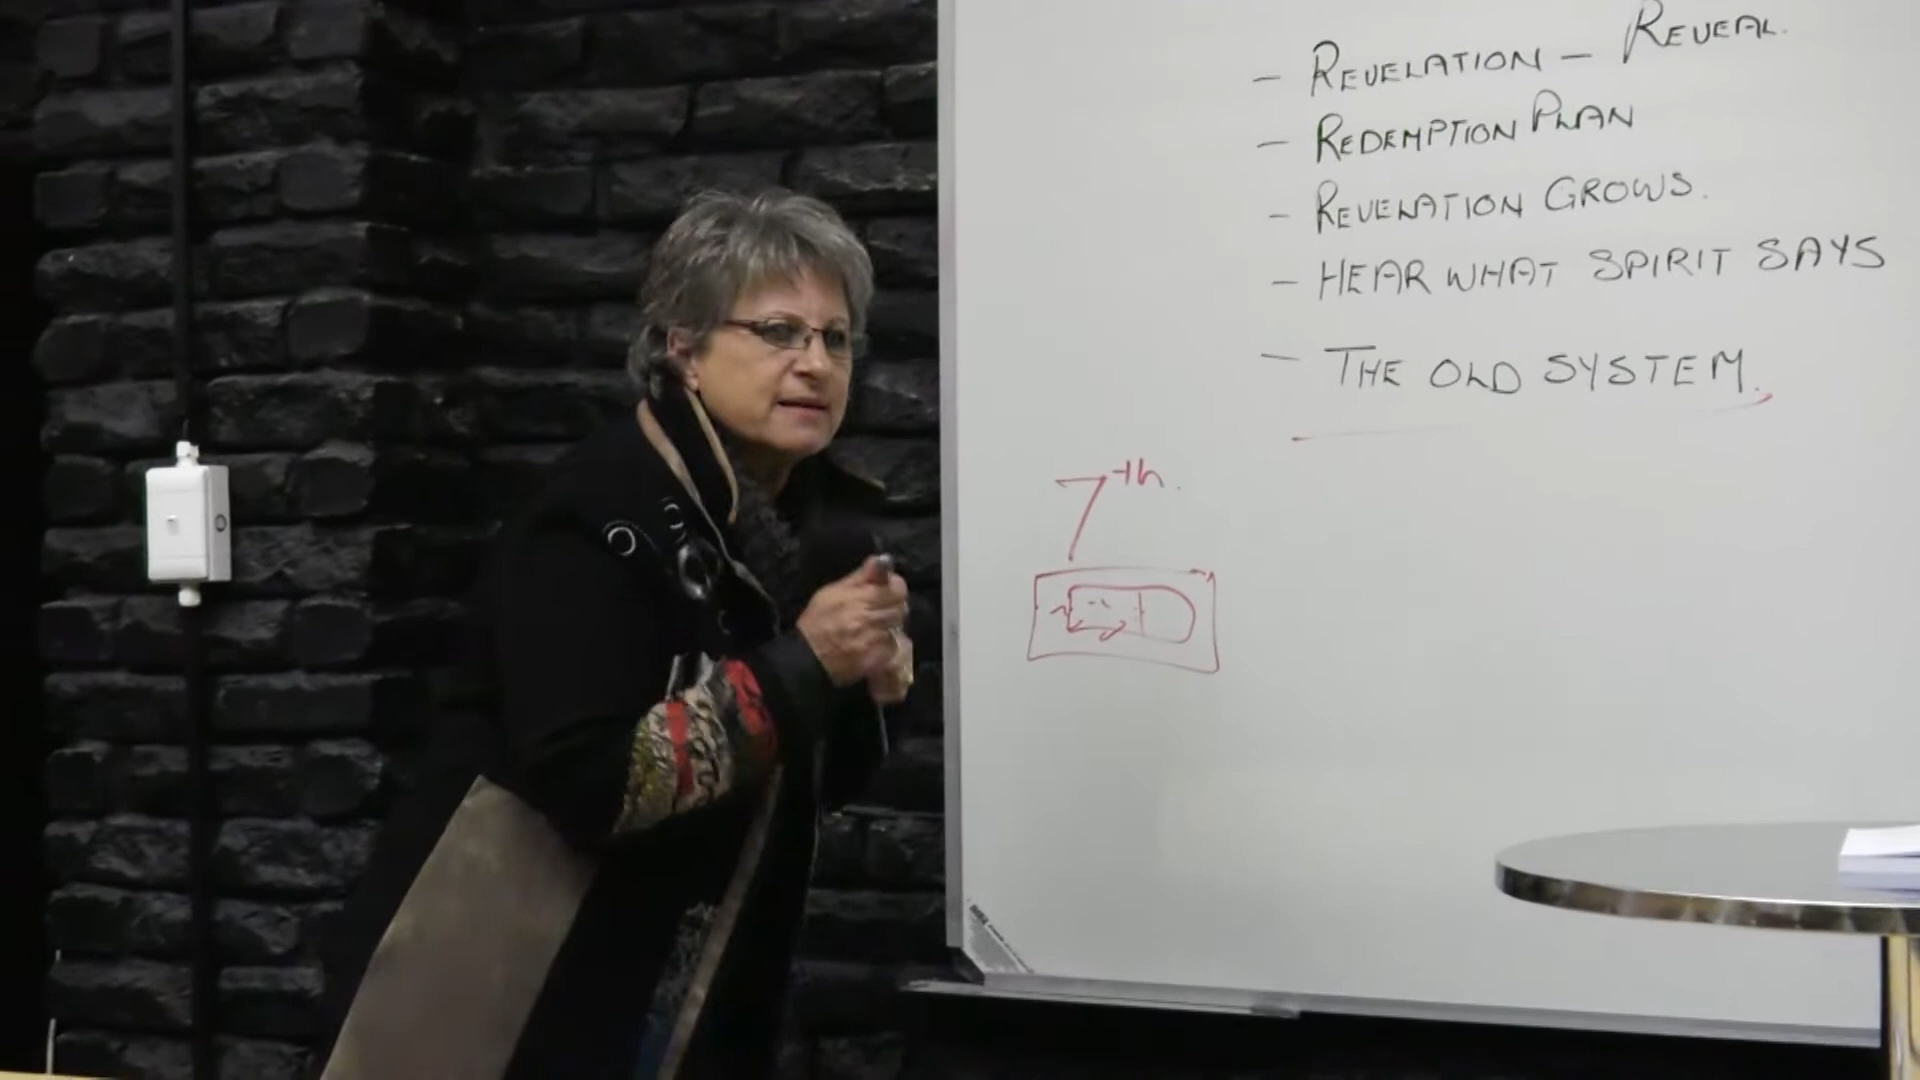 - REVELATION - REVEAL.
- REDEMPTION PLAN
- REVELATION GROWS.
- HEAR WHAT SPIRIT SAYS
- THE OLD SYSTEM.
7th.